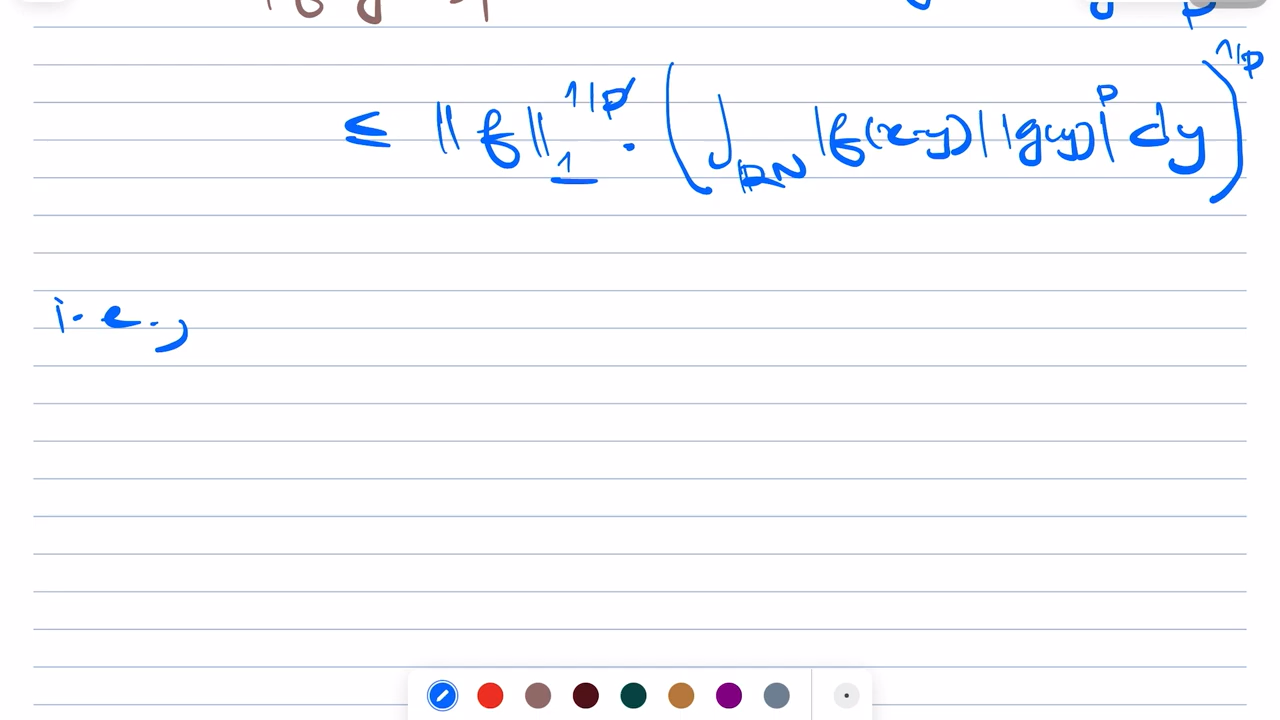 ≤ ‖f‖₁^{1/p'} · (∫_{ℝᴺ} |f(x-y)| |g(y)|^p dy)^{1/p}
i.e.,